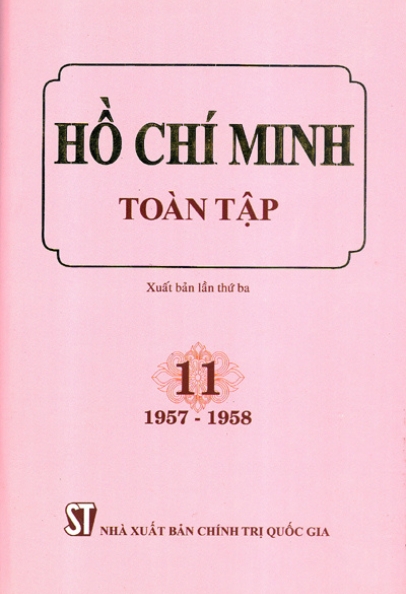 HỒ CHÍ MINH
TOÀN TẬP
Xuất bản lần thứ ba
11
1957 - 1958
ST NHÀ XUẤT BẢN CHÍNH TRỊ QUỐC GIA